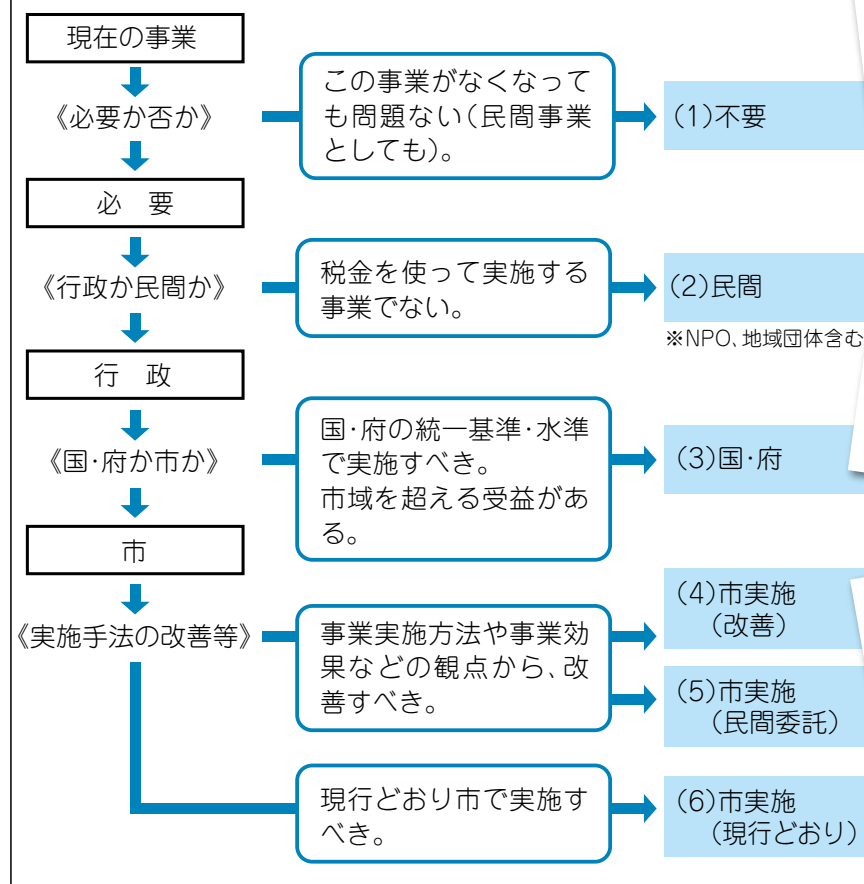 現在の事業
《必要か否か》
この事業がなくなって
も問題ない(民間事業
としても)。
(1)不要
必　要
《行政か民間か》
税金を使って実施する
事業でない。
(2)民間
※NPO、地域団体含む
行　政
《国・府か市か》
国・府の統一基準・水準
で実施すべき。
市域を超える受益があ
る。
(3)国・府
市
《実施手法の改善等》
事業実施方法や事業効
果などの観点から、改
善すべき。
(4)市実施
（改善）
(5)市実施
（民間委託）
現行どおり市で実施す
べき。
(6)市実施
（現行どおり）